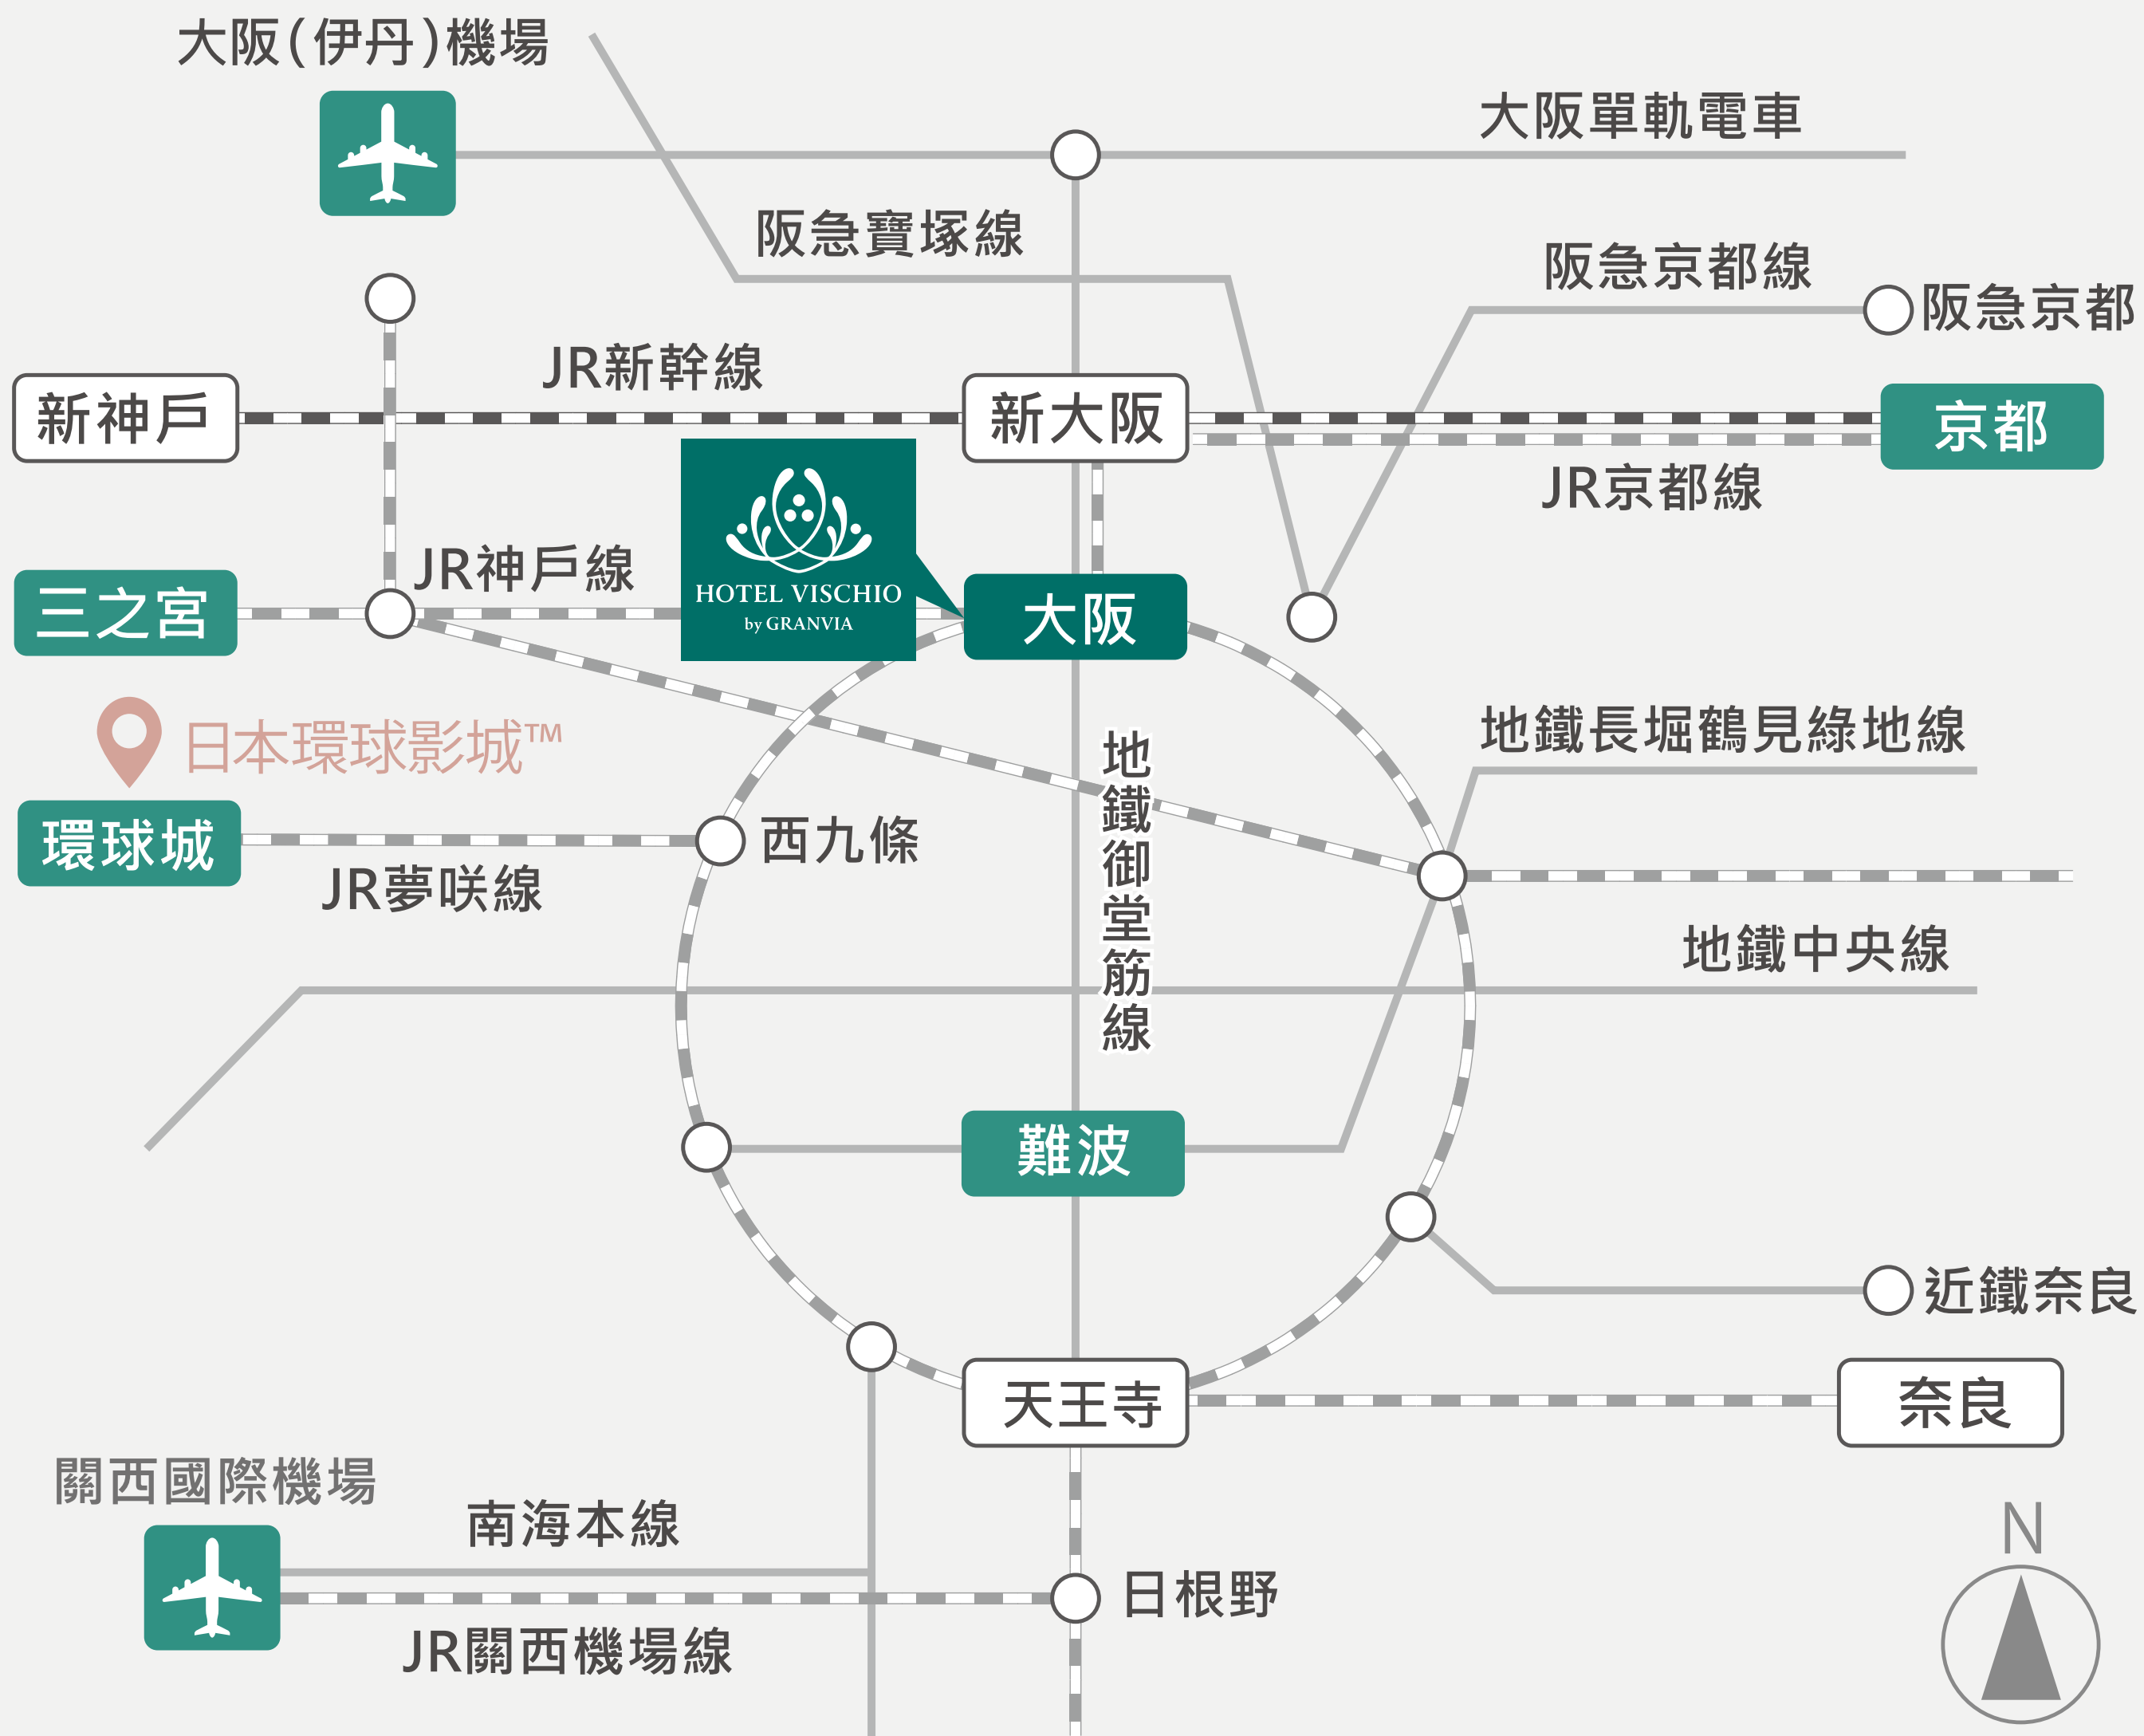 大阪(伊丹)機場
大阪單軌電車
阪急寶塚線
阪急京都線
阪急京都
JR新幹線
新神戶
新大阪
京都
JR京都線
JR神戶線
HOTEL VISCHIO
by GRANVIA
三之宮
大阪
日本環球影城™
地鐵長堀鶴見綠地線
地鐵御堂筋線
環球城
西九條
JR夢咲線
地鐵中央線
難波
近鐵奈良
天王寺
奈良
關西國際機場
南海本線
N
日根野
JR關西機場線